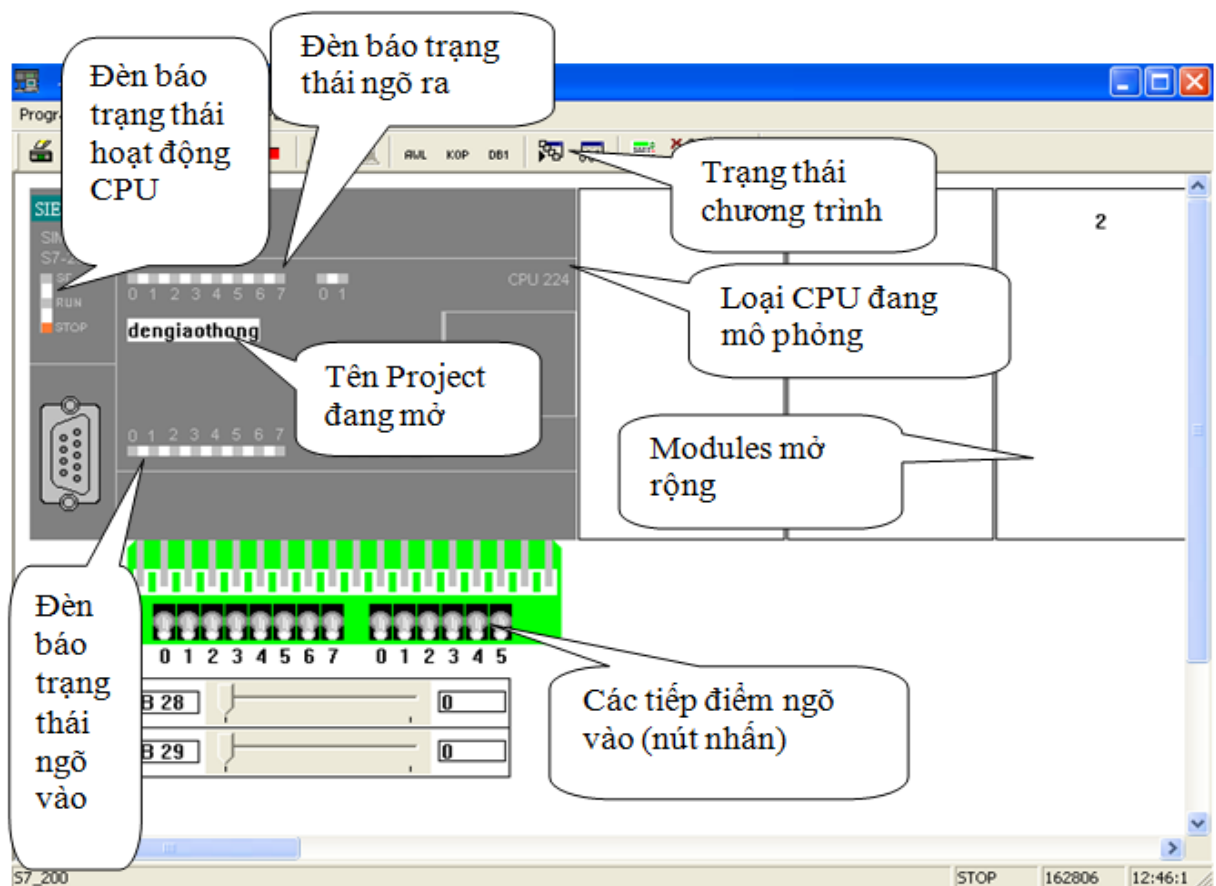 Đèn báo trạng
thái ngõ ra
Đèn báo
trạng thái
hoạt động
CPU
AWL KOP DB1
Trạng thái
chương trình
2
CPU 224
RUN
STOP
0 1 2 3 4 5 6 7 0 1
Loại CPU đang
mô phỏng
dengiaothong
Tên Project
đang mở
0 1 2 3 4 5 6 7
Modules mở
rộng
Đèn
báo
trạng
thái
ngõ
vào
0 1 2 3 4 5 6 7 0 1 2 3 4 5
B 28 0
B 29 0
Các tiếp điểm ngõ
vào (nút nhấn)
S7_200 STOP 162806 12:46:1